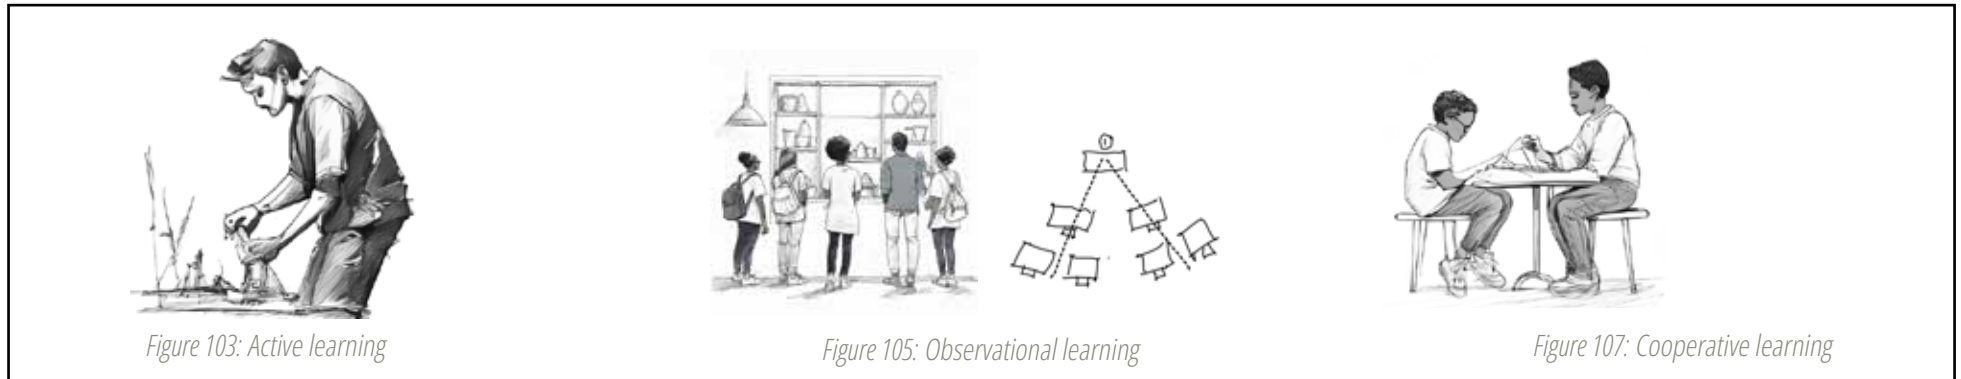 Figure 103: Active learning
Figure 105: Observational learning
Figure 107: Cooperative learning